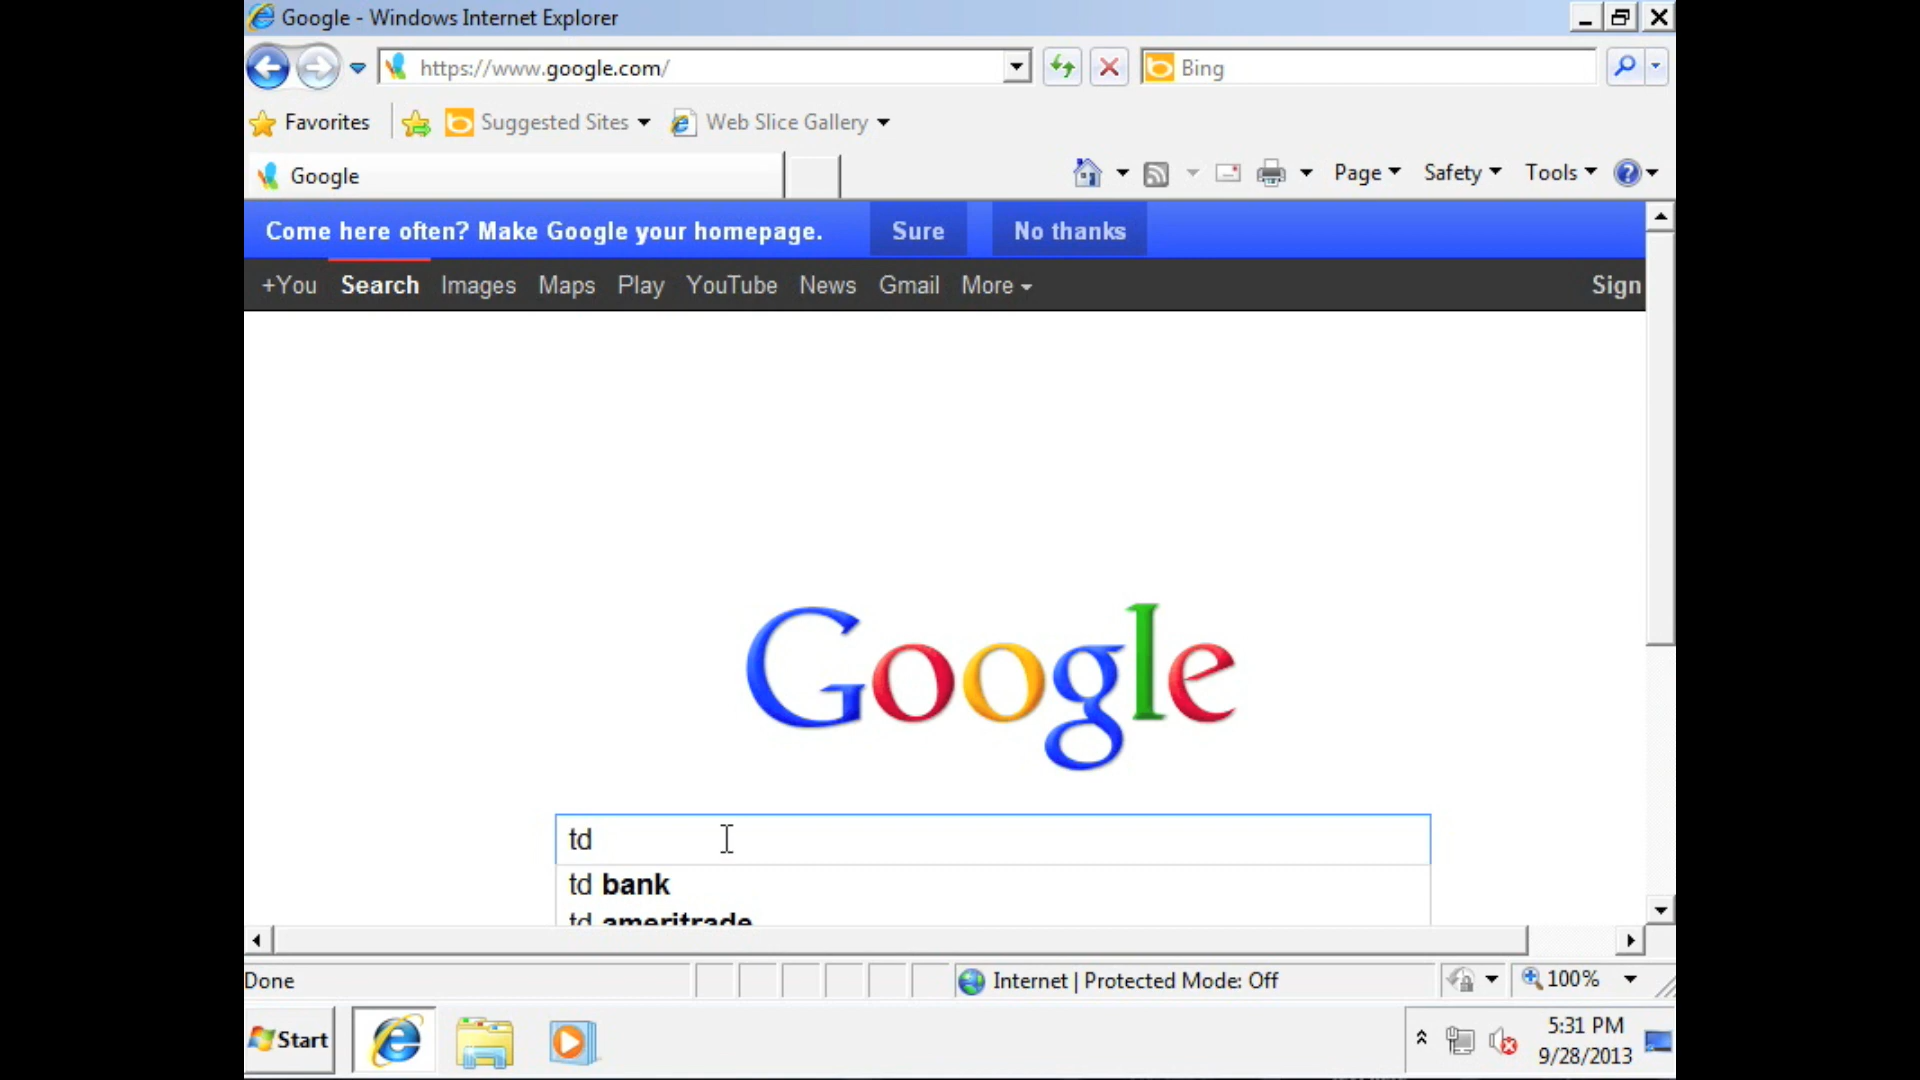 Google - Windows Internet Explorer
https://www.google.com/
Bing
Favorites
Suggested Sites
Web Slice Gallery
Google
Page
Safety
Tools
Come here often? Make Google your homepage.
Sure
No thanks
+You Search Images Maps Play YouTube News Gmail More
Sign
Google
td
td bank
td ameritrade
Done
Internet | Protected Mode: Off
100%
Start
5:31 PM
9/28/2013